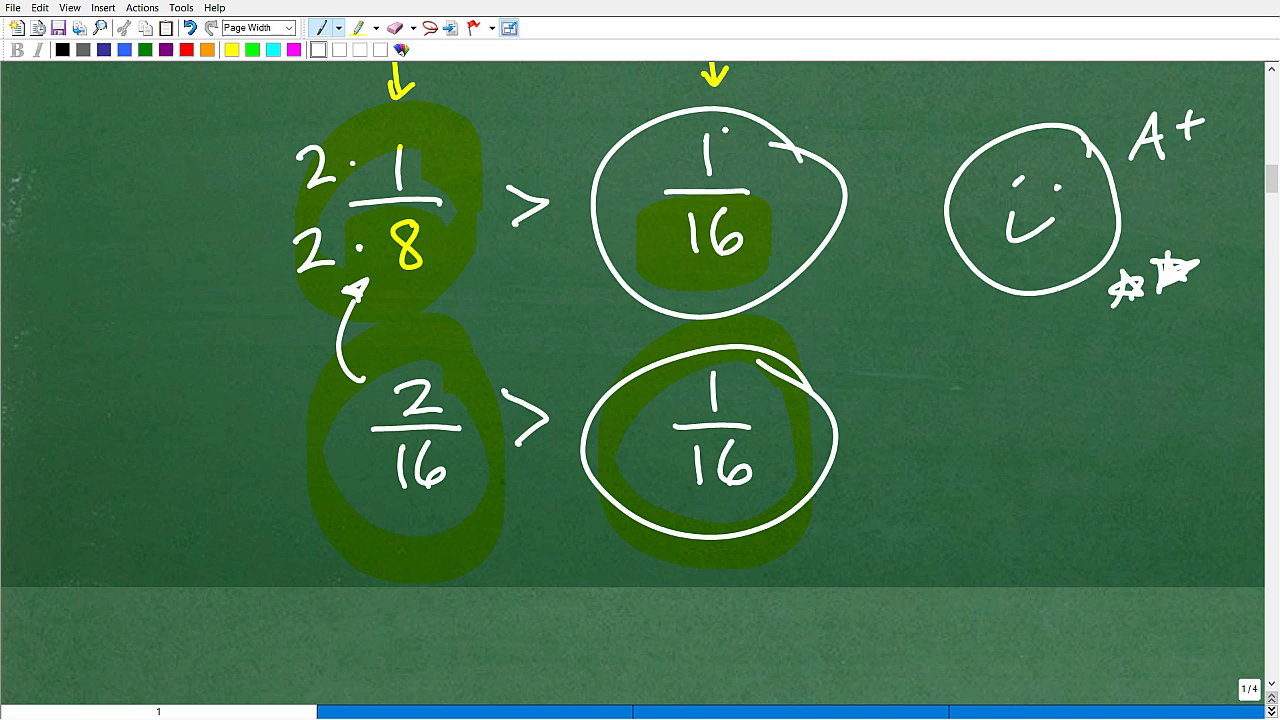 File Edit View Insert Actions Tools Help
Page Width
B I
A+
2 · 1 > 1
2 · 8 16
2 > 1
16 16
1 / 4
1